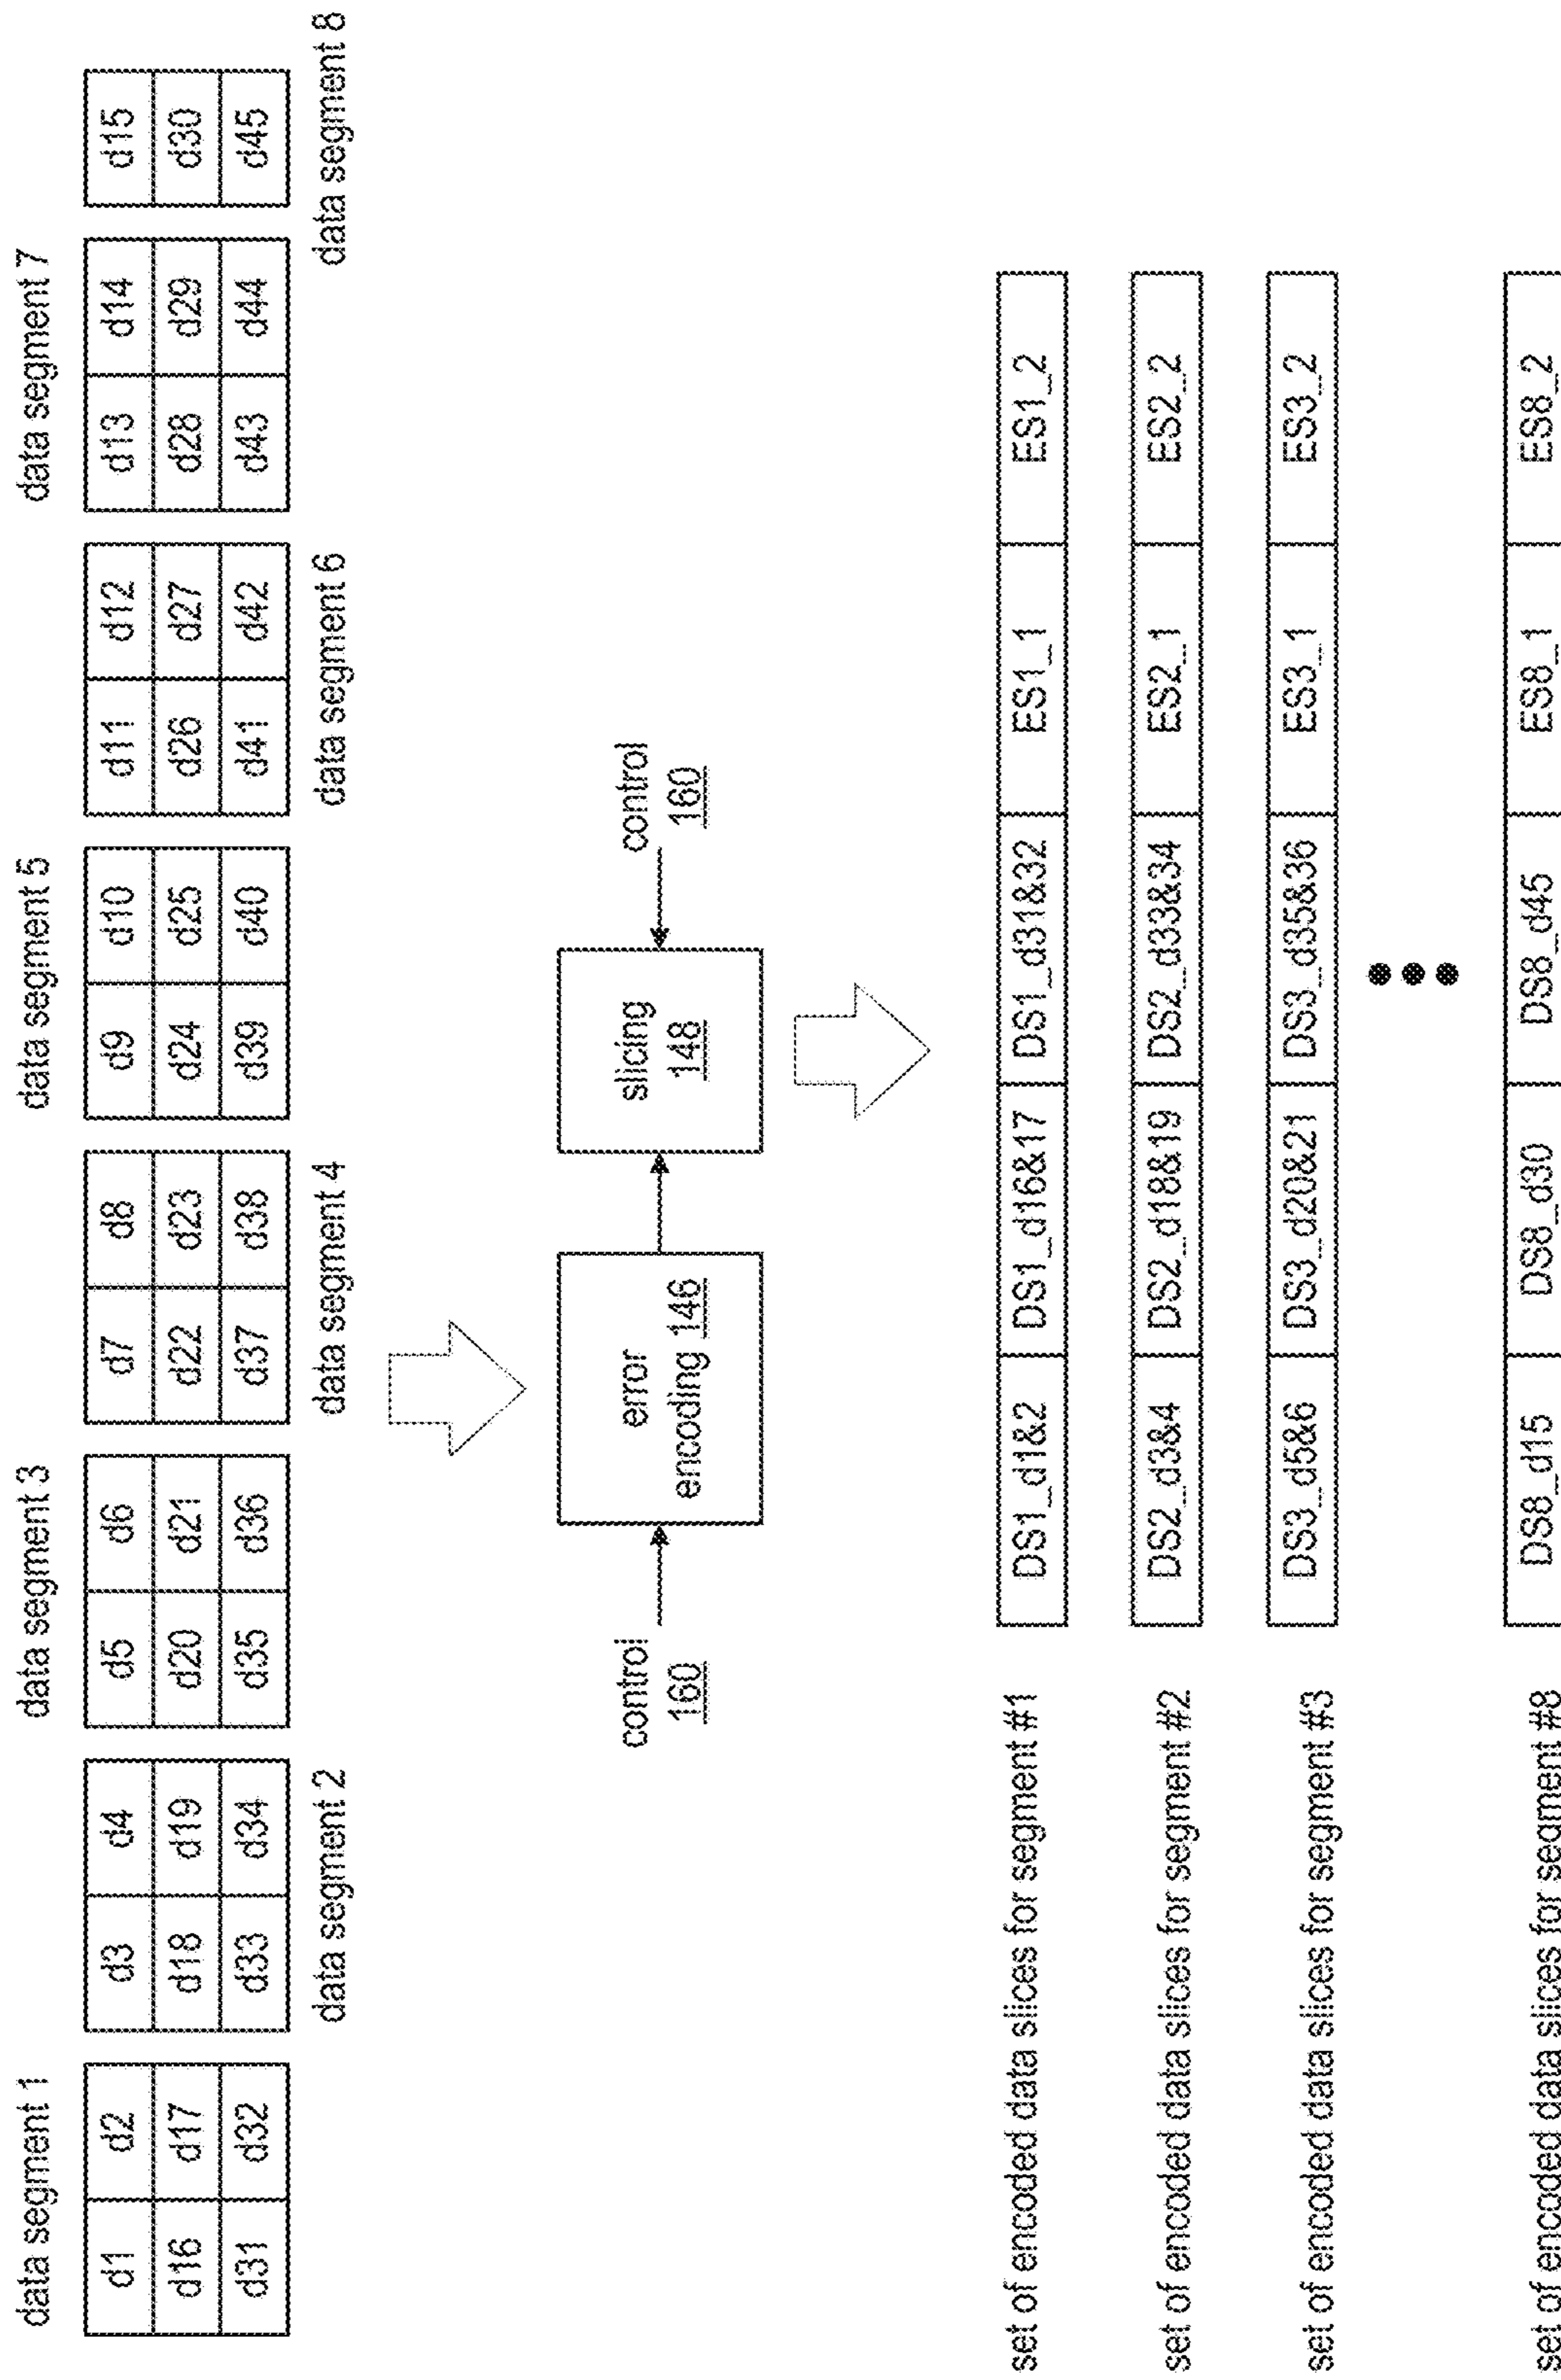 data segment 1
data segment 3
data segment 5
data segment 7
d1 d2 d3 d4 d5 d6 d7 d8 d9 d10 d11 d12 d13 d14 d15
d16 d17 d18 d19 d20 d21 d22 d23 d24 d25 d26 d27 d28 d29 d30
d31 d32 d33 d34 d35 d36 d37 d38 d39 d40 d41 d42 d43 d44 d45
data segment 2
data segment 4
data segment 6
data segment 8
control
160
error
encoding 146
slicing
148
control
160
set of encoded data slices for segment #1 DS1_d1&2 DS1_d16&17 DS1_d31&32 ES1_1 ES1_2
set of encoded data slices for segment #2 DS2_d3&4 DS2_d18&19 DS2_d33&34 ES2_1 ES2_2
set of encoded data slices for segment #3 DS3_d5&6 DS3_d20&21 DS3_d35&36 ES3_1 ES3_2
set of encoded data slices for segment #8 DS8_d15 DS8_d30 DS8_d45 ES8_1 ES8_2